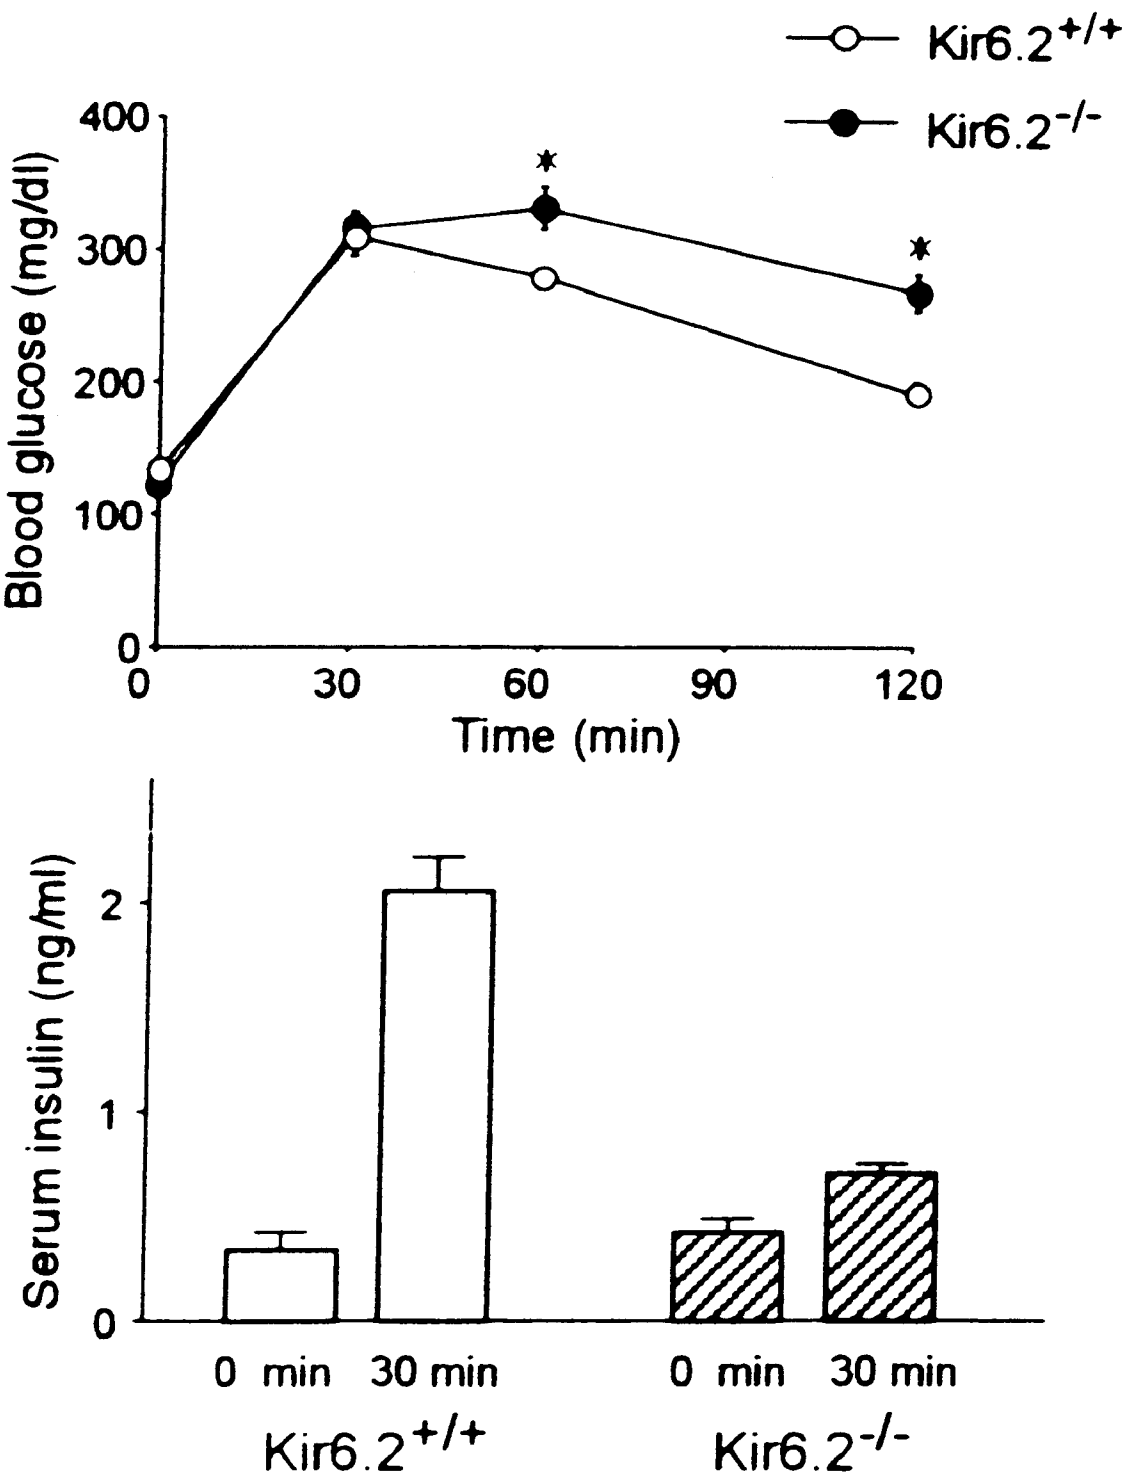 Kir6.2+/+
Kir6.2-/-
Blood glucose (mg/dl)
400
300
200
100
0
*
*
0 30 60 90 120
Time (min)
Serum insulin (ng/ml)
2
1
0
0 min 30 min 0 min 30 min
Kir6.2+/+ Kir6.2-/-